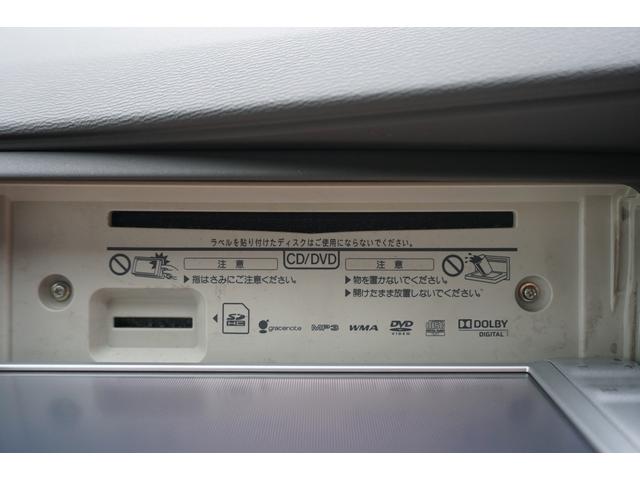 ラベルを貼り付けたディスクはご使用にならないでください。
注意
CD/DVD
注意
▶指はさみにご注意ください。
▶物を置かないでください。
▶開けたまま放置しないでください。
SD
HC
gracenote
MP3
WMA
DVD
VIDEO
DOLBY
DIGITAL